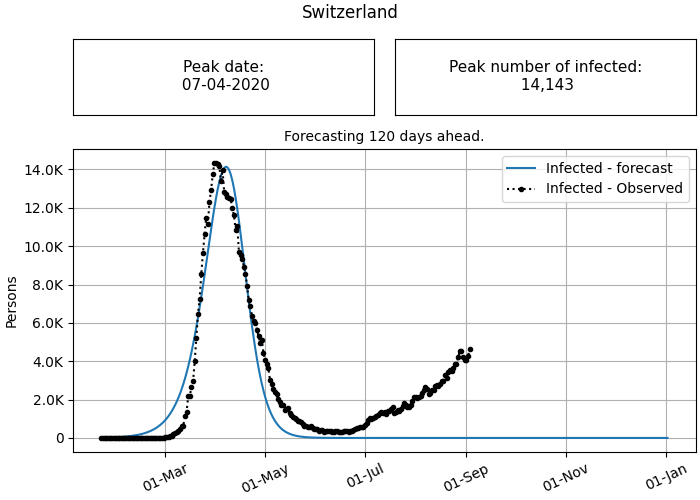 Switzerland
Peak date:
07-04-2020
Peak number of infected:
14,143
Forecasting 120 days ahead.
Infected - forecast
Infected - Observed
Persons
14.0K
12.0K
10.0K
8.0K
6.0K
4.0K
2.0K
0
01-Mar
01-May
01-Jul
01-Sep
01-Nov
01-Jan